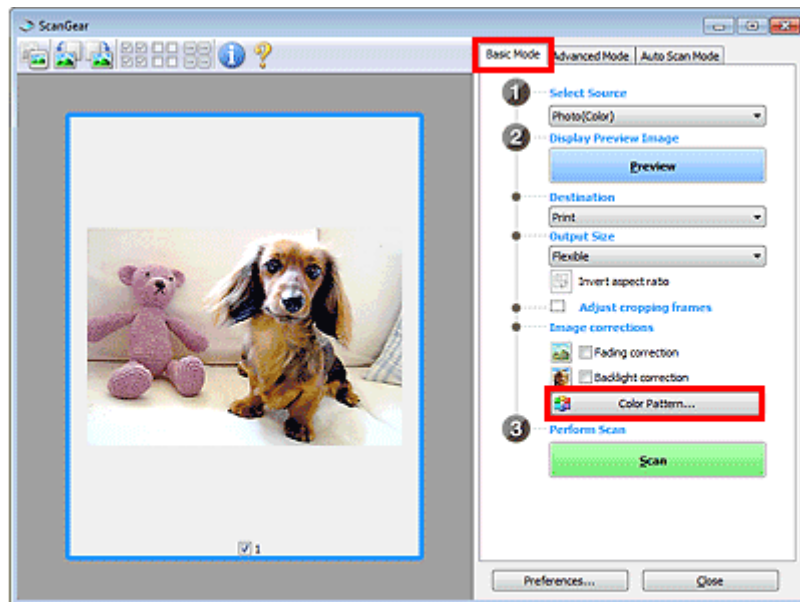 ScanGear
Basic Mode
Advanced Mode
Auto Scan Mode
1
Select Source
Photo(Color)
2
Display Preview Image
Preview
Destination
Print
Output Size
Flexible
Invert aspect ratio
Adjust cropping frames
Image corrections
Fading correction
Backlight correction
Color Pattern...
3
Perform Scan
Scan
1
Preferences...
Close